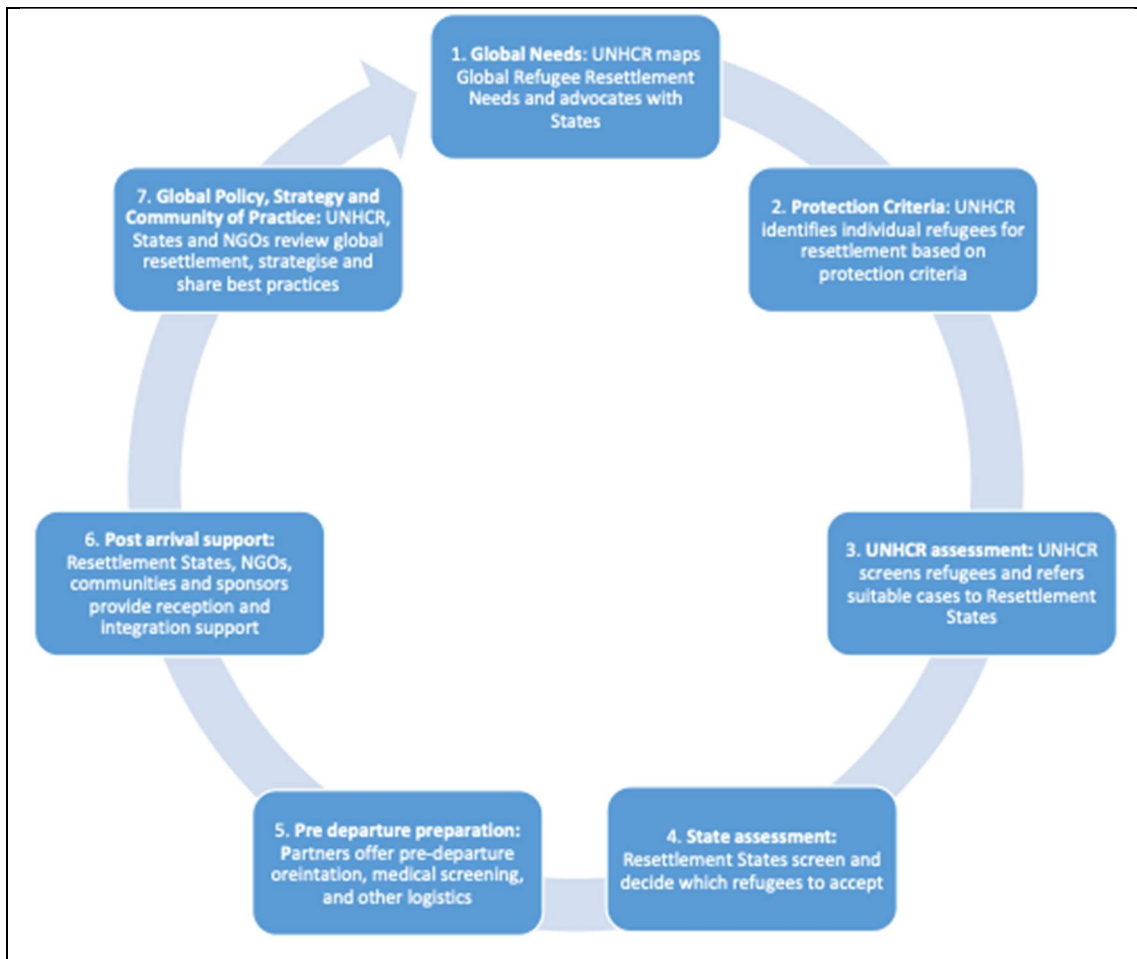 1. Global Needs: UNHCR maps
Global Refugee Resettlement
Needs and advocates with
States
2. Protection Criteria: UNHCR
identifies individual refugees for
resettlement based on
protection criteria
3. UNHCR assessment: UNHCR
screens refugees and refers
suitable cases to Resettlement
States
4. State assessment:
Resettlement States screen and
decide which refugees to accept
5. Pre departure preparation:
Partners offer pre-departure
oreintation, medical screening,
and other logistics
6. Post arrival support:
Resettlement States, NGOs,
communities and sponsors
provide reception and
integration support
7. Global Policy, Strategy and
Community of Practice: UNHCR,
States and NGOs review global
resettlement, strategise and
share best practices